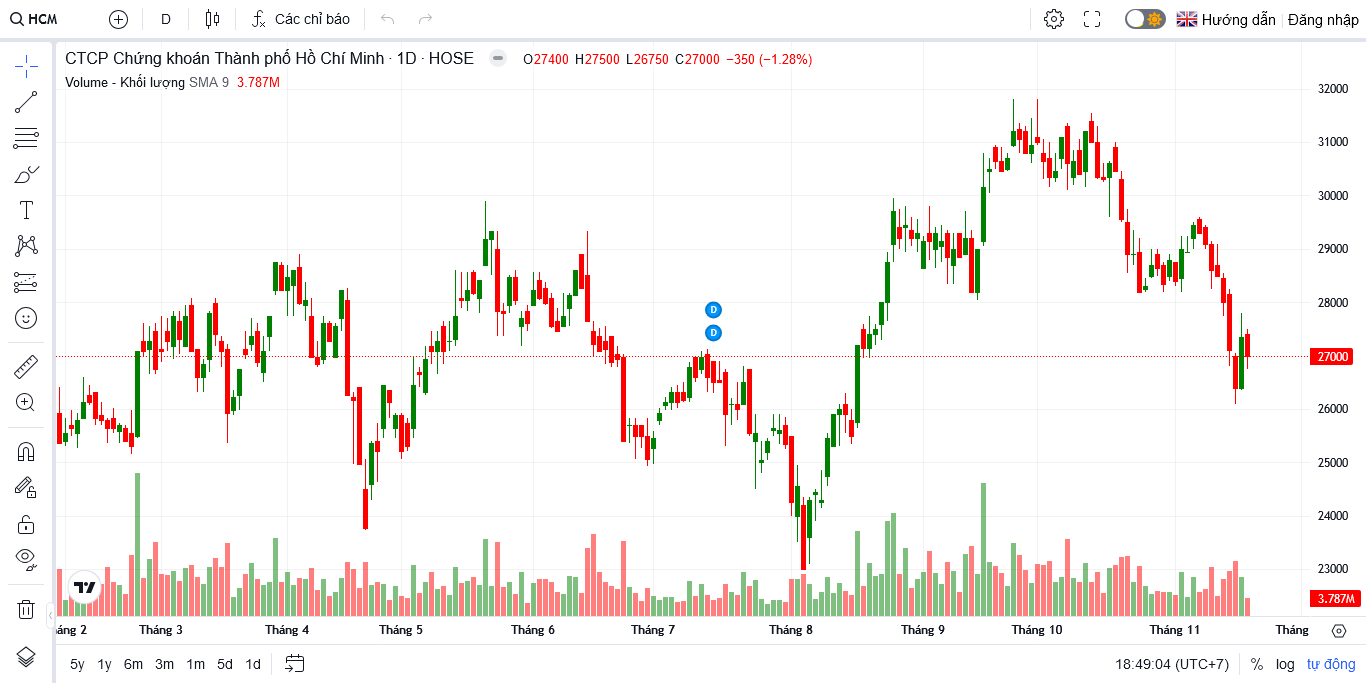 HCM D Các chỉ báo Hướng dẫn Đăng nhập
CTCP Chứng khoán Thành phố Hồ Chí Minh · 1D · HOSE O27400 H27500 L26750 C27000 −350 (−1.28%)
Volume - Khối lượng SMA 9 3.787M
32000
31000
30000
29000
28000
D
D
27000
26000
25000
24000
23000
3.787M
áng 2 Tháng 3 Tháng 4 Tháng 5 Tháng 6 Tháng 7 Tháng 8 Tháng 9 Tháng 10 Tháng 11 Tháng
5y 1y 6m 3m 1m 5d 1d 18:49:04 (UTC+7) % log tự động